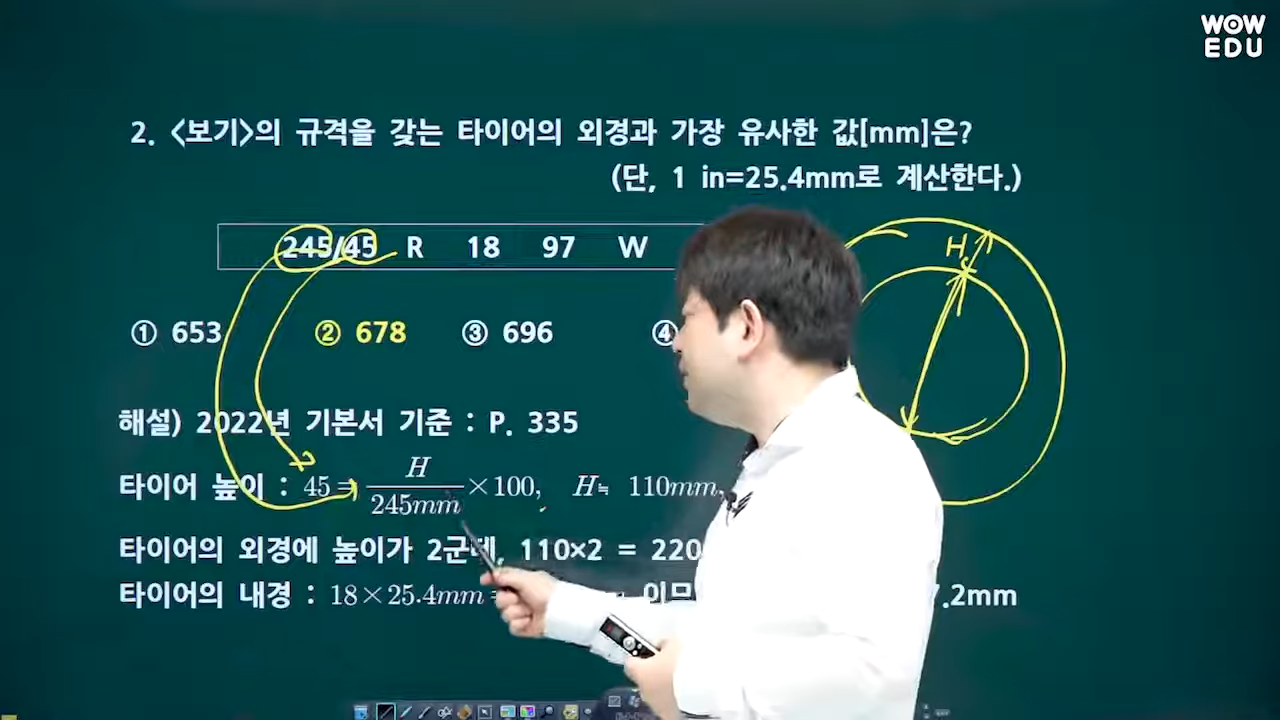 WOW
EDU
2. <보기>의 규격을 갖는 타이어의 외경과 가장 유사한 값[mm]은?
(단, 1 in=25.4mm로 계산한다.)
245/45 R 18 97 W
H
① 653 ② 678 ③ 696 ④
해설) 2022년 기본서 기준 : P. 335
타이어 높이 : 45 = H/245mm ×100, H≒ 110mm,
타이어의 외경에 높이가 2군데, 110×2 = 220
타이어의 내경 : 18×25.4mm = 이므 7.2mm